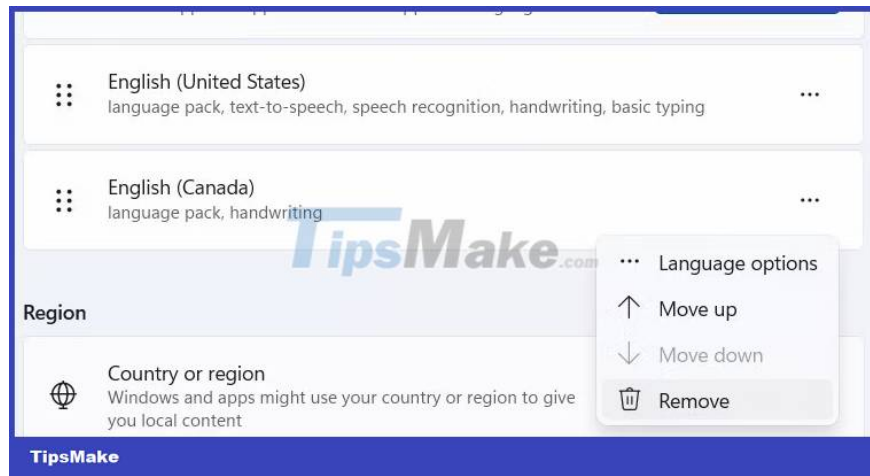 English (United States)
language pack, text-to-speech, speech recognition, handwriting, basic typing
English (Canada)
language pack, handwriting
TipsMake.com
Language options
Move up
Move down
Remove
Region
Country or region
Windows and apps might use your country or region to give
you local content
TipsMake